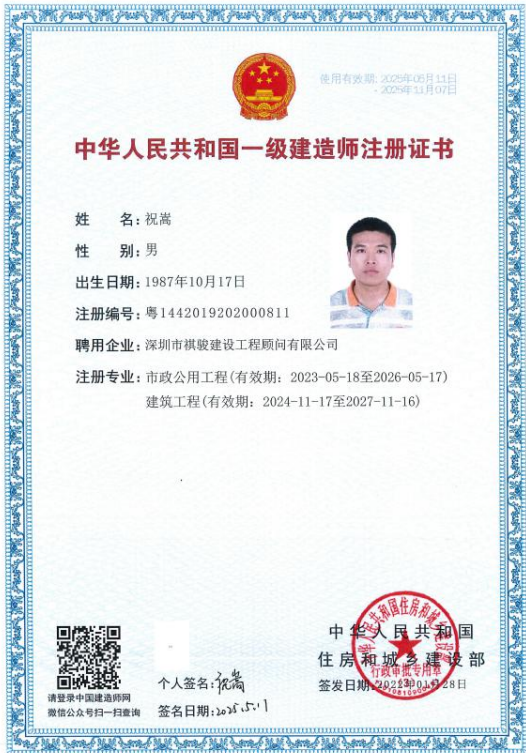 使用有效期: 2025年05月11日
- 2025年11月07日
中华人民共和国一级建造师注册证书
姓 名: 祝嵩
性 别: 男
出生日期: 1987年10月17日
注册编号: 粤1442019202000811
聘用企业: 深圳市祺骏建设工程顾问有限公司
注册专业: 市政公用工程(有效期: 2023-05-18至2026-05-17)
建筑工程(有效期: 2024-11-17至2027-11-16)
中华人民共和国
住房和城乡建设部
行政审批专用章
请登录中国建造师网
微信公众号扫一扫查询
个人签名: 祝嵩
签名日期: 2025.5.11
签发日期: